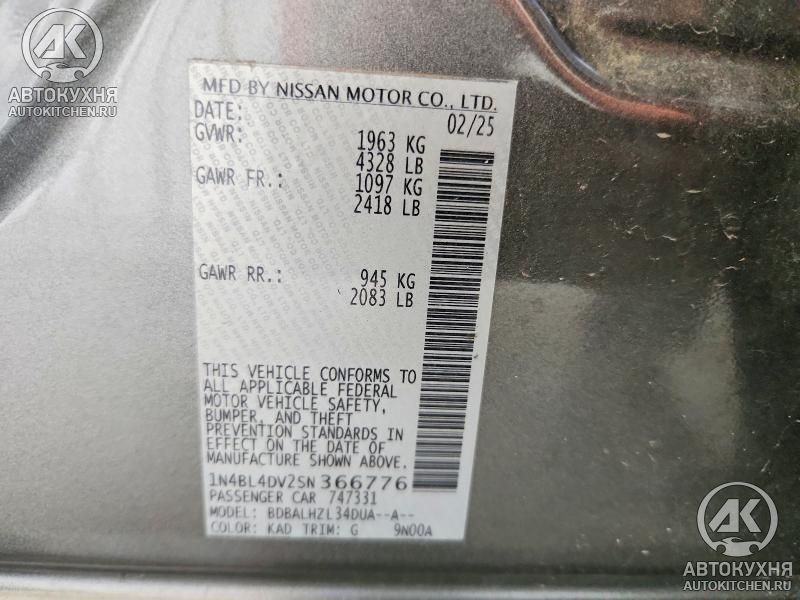 АК
АВТОКУХНЯ
AUTOKITCHEN.RU
АК
MFD BY NISSAN MOTOR CO., LTD.
DATE: 02/25
GVWR: 1963 KG
4328 LB
GAWR FR.: 1097 KG
2418 LB
GAWR RR.: 945 KG
2083 LB
THIS VEHICLE CONFORMS TO
ALL APPLICABLE FEDERAL
MOTOR VEHICLE SAFETY,
BUMPER, AND THEFT
PREVENTION STANDARDS IN
EFFECT ON THE DATE OF
MANUFACTURE SHOWN ABOVE.
1N4BL4DV2SN366776
PASSENGER CAR 747331
MODEL: BDBALHZL34DUA--A--
COLOR: KAD TRIM: G 9N00A
АВТОКУХНЯ
AUTOKITCHEN.RU